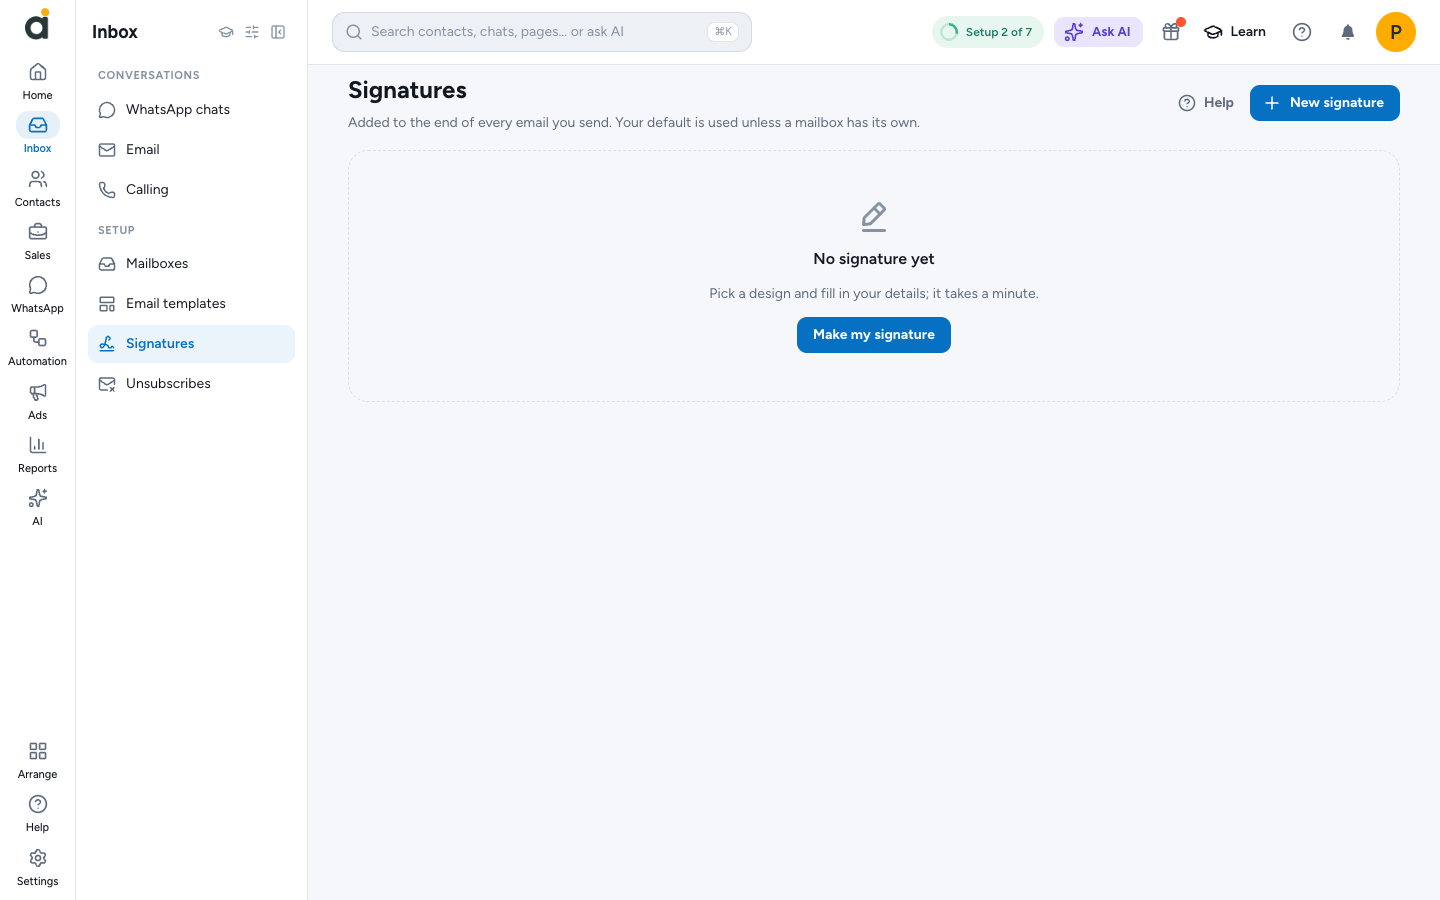 Home
Inbox
Contacts
Sales
WhatsApp
Automation
Ads
Reports
AI
Arrange
Help
Settings
Inbox
CONVERSATIONS
WhatsApp chats
Email
Calling
SETUP
Mailboxes
Email templates
Signatures
Unsubscribes
Search contacts, chats, pages... or ask AI
⌘K
Setup 2 of 7
Ask AI
Learn
P
Signatures
Added to the end of every email you send. Your default is used unless a mailbox has its own.
Help
New signature
No signature yet
Pick a design and fill in your details; it takes a minute.
Make my signature